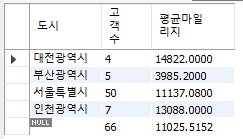 도시 고객수 평균마일리지
대전광역시 4 14822.0000
부산광역시 5 3985.2000
서울특별시 50 11137.0800
인천광역시 7 13088.0000
NULL 66 11025.5152